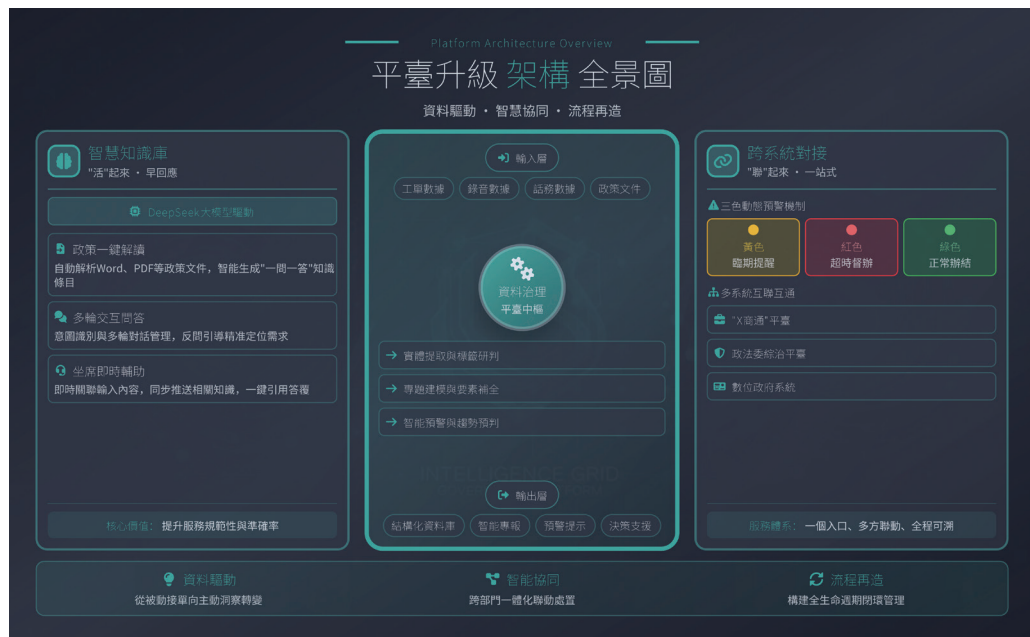 Platform Architecture Overview
平臺升級 架構 全景圖
資料驅動 · 智慧協同 · 流程再造
智慧知識庫
"活"起來 · 早回應
DeepSeek大模型驅動
政策一鍵解讀
自動解析Word、PDF等政策文件，智能生成"一問一答"知識
條目
多輪交互問答
意圖識別與多輪對話管理，反問引導精准定位需求
坐席即時輔助
即時關聯輸入內容，同步推送相關知識，一鍵引用答覆
核心價值： 提升服務規範性與準確率
輸入層
工單數據 錄音數據 話務數據 政策文件
資料治理
平臺中樞
實體提取與標籤研判
專題建模與要素補全
智能預警與趨勢預判
INTELLIGENCE GRID
輸出層
結構化資料庫 智能專報 預警提示 決策支援
跨系統對接
"聯"起來 · 一站式
三色動態預警機制
黃色 紅色 綠色
臨期提醒 超時督辦 正常辦結
多系統互聯互通
"X商通"平臺
政法委綜治平臺
數位政府系統
服務體系： 一個入口、多方聯動、全程可溯
資料驅動
從被動接單向主動洞察轉變
智能協同
跨部門一體化聯動處置
流程再造
構建全生命週期閉環管理